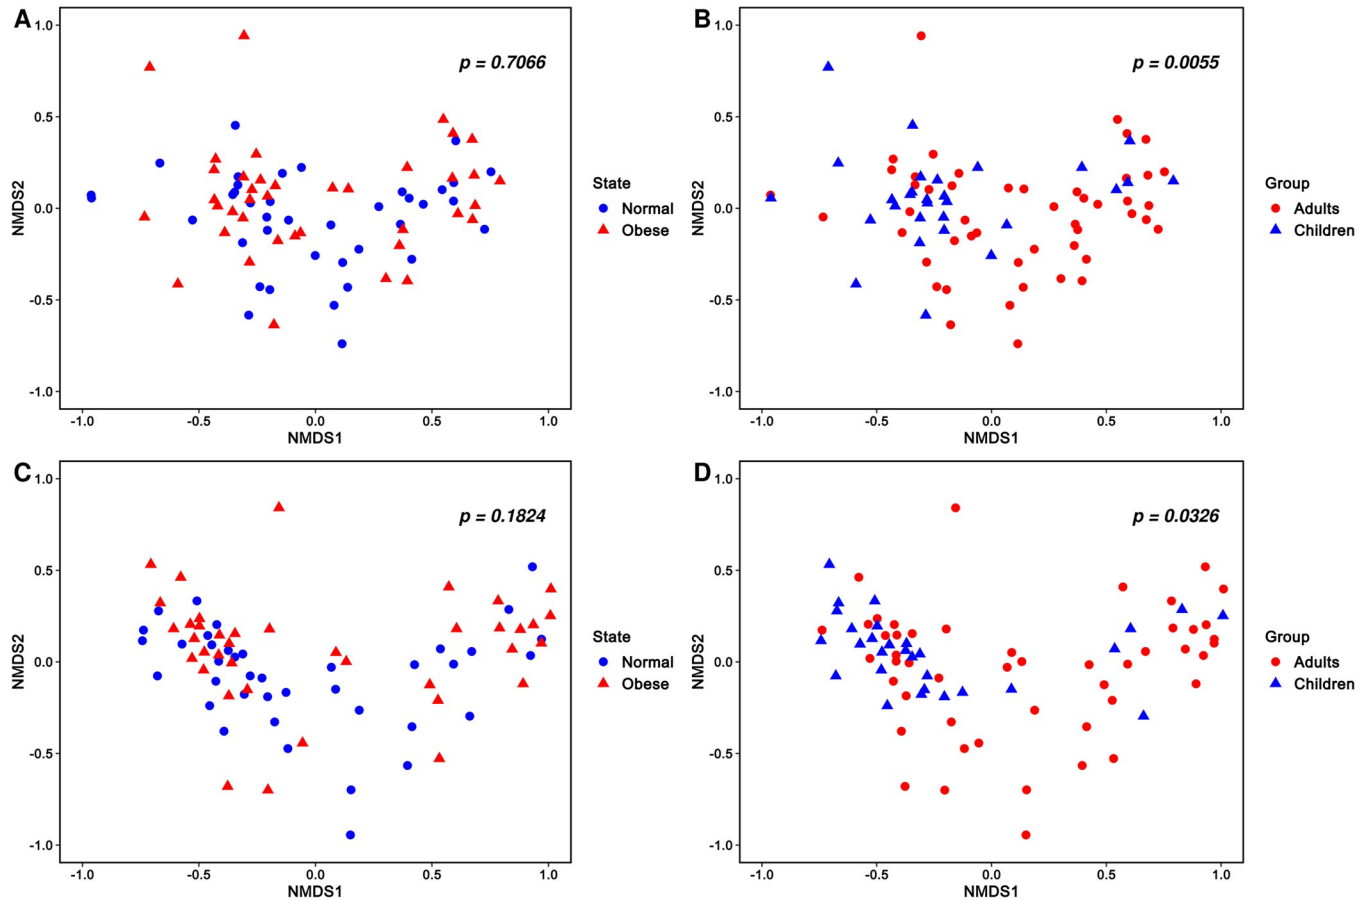 A
1.0
0.5
0.0
-0.5
-1.0
NMDS2
-1.0
-0.5
0.0
0.5
1.0
NMDS1
p = 0.7066
State
Normal
Obese
B
1.0
0.5
0.0
-0.5
-1.0
NMDS2
-1.0
-0.5
0.0
0.5
1.0
NMDS1
p = 0.0055
Group
Adults
Children
C
1.0
0.5
0.0
-0.5
-1.0
NMDS2
-1.0
-0.5
0.0
0.5
1.0
NMDS1
p = 0.1824
State
Normal
Obese
D
1.0
0.5
0.0
-0.5
-1.0
NMDS2
-1.0
-0.5
0.0
0.5
1.0
NMDS1
p = 0.0326
Group
Adults
Children